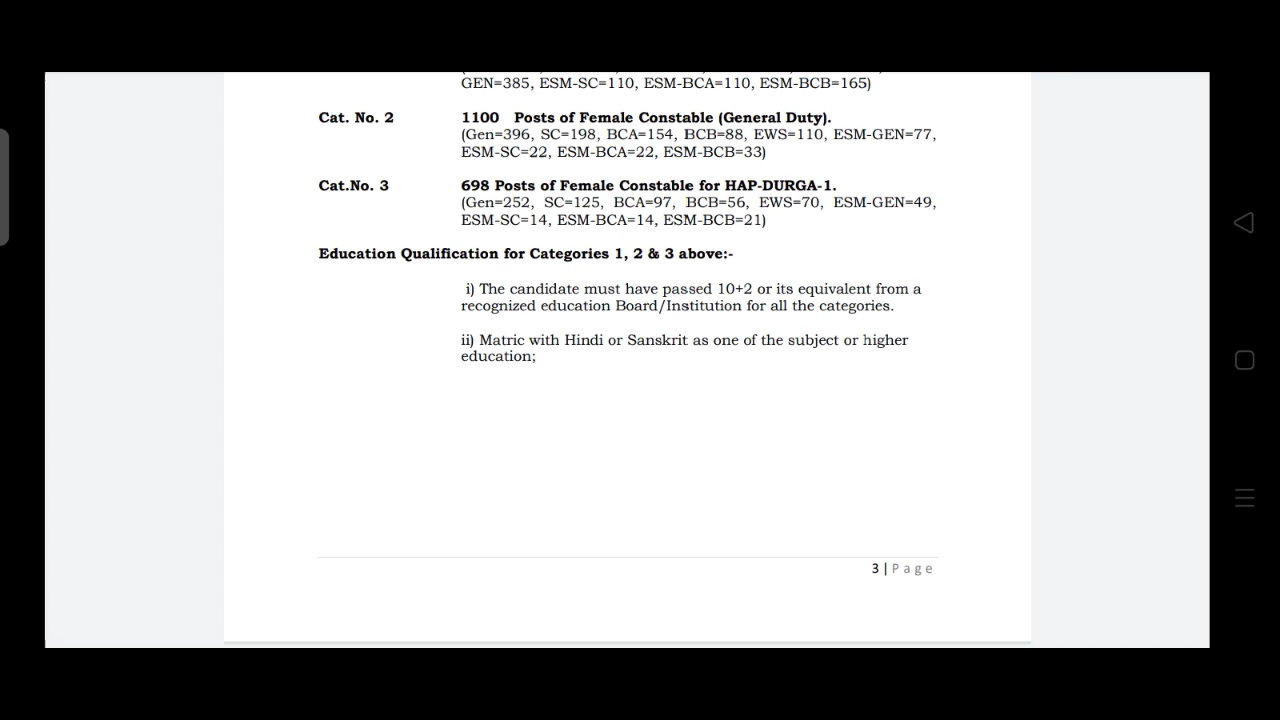 GEN=385, ESM-SC=110, ESM-BCA=110, ESM-BCB=165)
Cat. No. 2 1100 Posts of Female Constable (General Duty).
(Gen=396, SC=198, BCA=154, BCB=88, EWS=110, ESM-GEN=77,
ESM-SC=22, ESM-BCA=22, ESM-BCB=33)
Cat.No. 3 698 Posts of Female Constable for HAP-DURGA-1.
(Gen=252, SC=125, BCA=97, BCB=56, EWS=70, ESM-GEN=49,
ESM-SC=14, ESM-BCA=14, ESM-BCB=21)
Education Qualification for Categories 1, 2 & 3 above:-
i) The candidate must have passed 10+2 or its equivalent from a
recognized education Board/Institution for all the categories.
ii) Matric with Hindi or Sanskrit as one of the subject or higher
education;
3 | Page